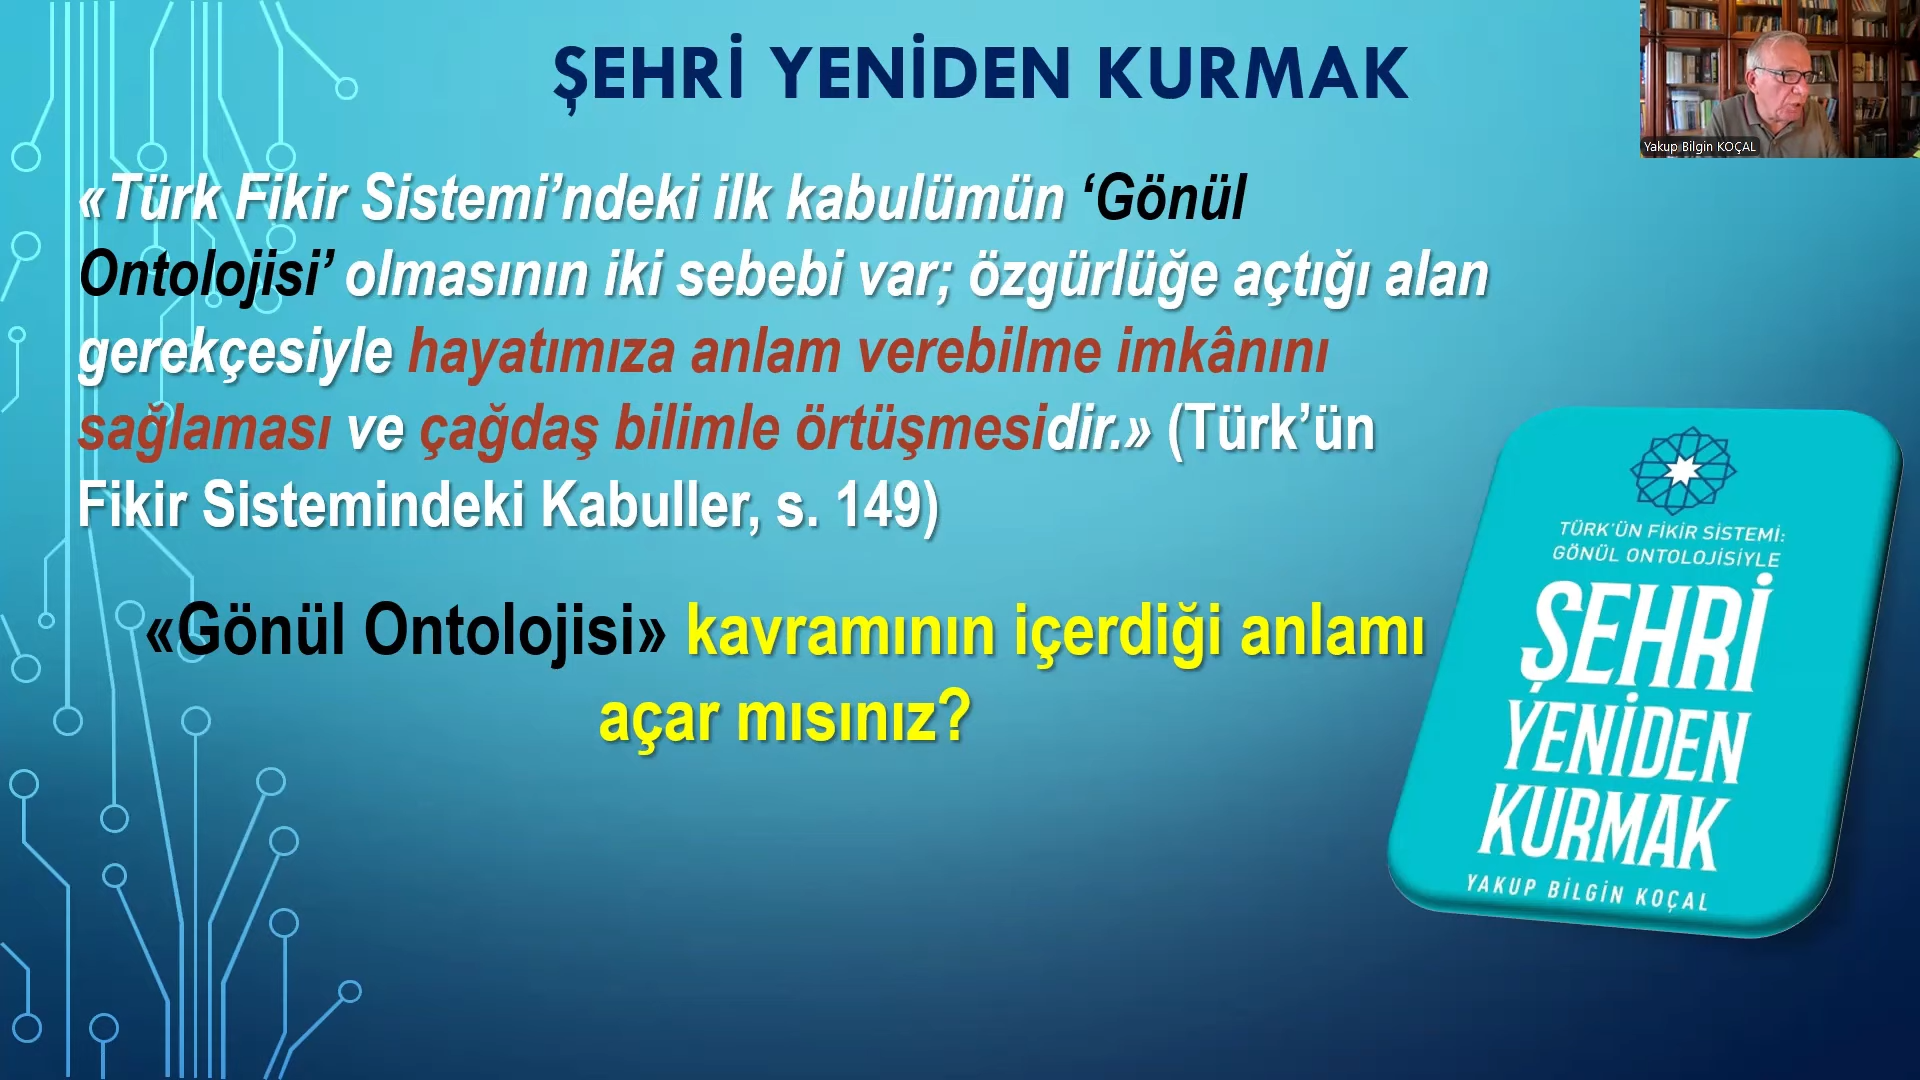 ŞEHRİ YENİDEN KURMAK
Yakup Bilgin KOÇAL
«Türk Fikir Sistemi’ndeki ilk kabulümün ‘Gönül
Ontolojisi’ olmasının iki sebebi var; özgürlüğe açtığı alan
gerekçesiyle hayatımıza anlam verebilme imkânını
sağlaması ve çağdaş bilimle örtüşmesidir.» (Türk’ün
Fikir Sistemindeki Kabuller, s. 149)
«Gönül Ontolojisi» kavramının içerdiği anlamı
açar mısınız?
TÜRK’ÜN FİKİR SİSTEMİ:
GÖNÜL ONTOLOJİSİYLE
ŞEHRİ
YENİDEN
KURMAK
YAKUP BİLGİN KOÇAL